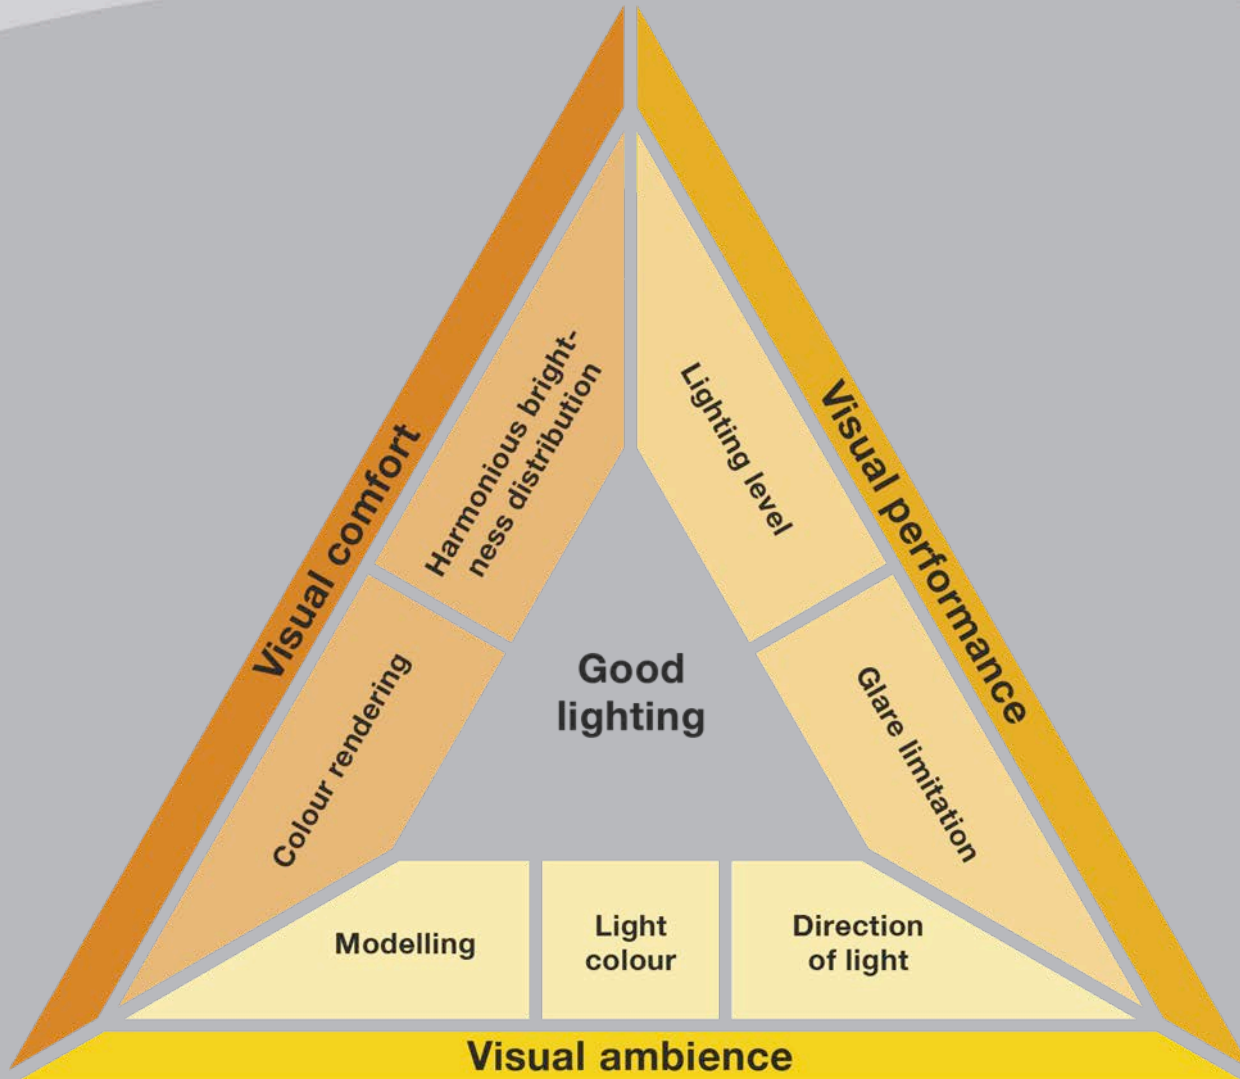 Visual comfort
Harmonious bright-
ness distribution
Colour rendering
Lighting level
Visual performance
Glare limitation
Good
lighting
Modelling
Light
colour
Direction
of light
Visual ambience